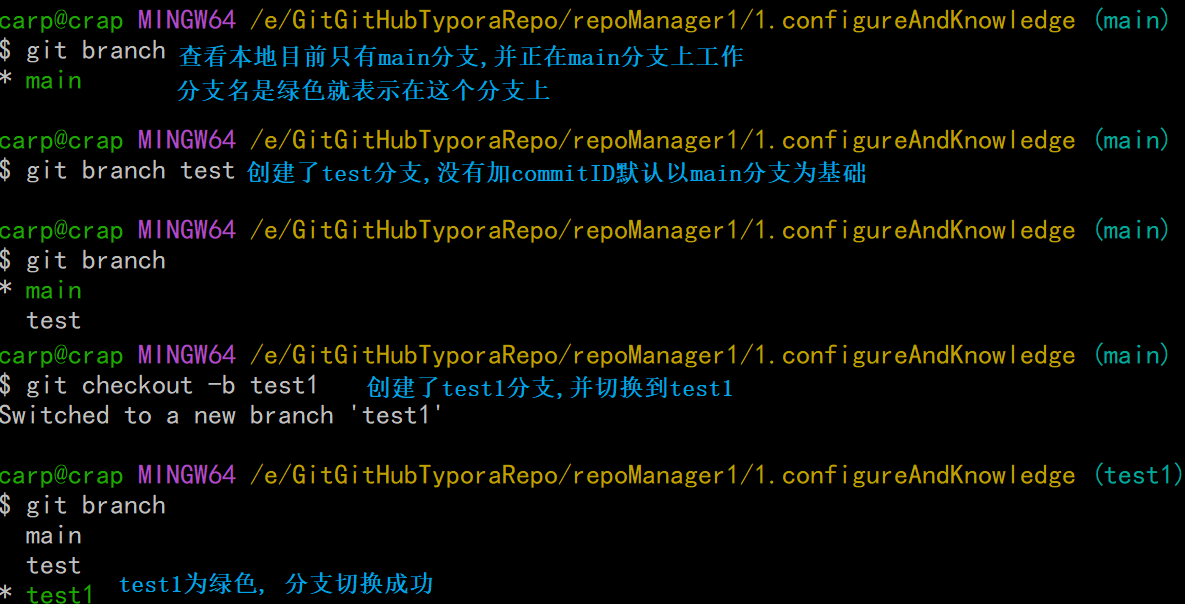 carp@crap MINGW64 /e/GitGitHubTyporaRepo/repoManager1/1.configureAndKnowledge (main)
$ git branch 查看本地目前只有main分支,并正在main分支上工作
* main
分支名是绿色就表示在这个分支上
carp@crap MINGW64 /e/GitGitHubTyporaRepo/repoManager1/1.configureAndKnowledge (main)
$ git branch test 创建了test分支,没有加commitID默认以main分支为基础
carp@crap MINGW64 /e/GitGitHubTyporaRepo/repoManager1/1.configureAndKnowledge (main)
$ git branch
* main
test
carp@crap MINGW64 /e/GitGitHubTyporaRepo/repoManager1/1.configureAndKnowledge (main)
$ git checkout -b test1 创建了test1分支,并切换到test1
Switched to a new branch 'test1'
carp@crap MINGW64 /e/GitGitHubTyporaRepo/repoManager1/1.configureAndKnowledge (test1)
$ git branch
main
test
* test1 test1为绿色, 分支切换成功